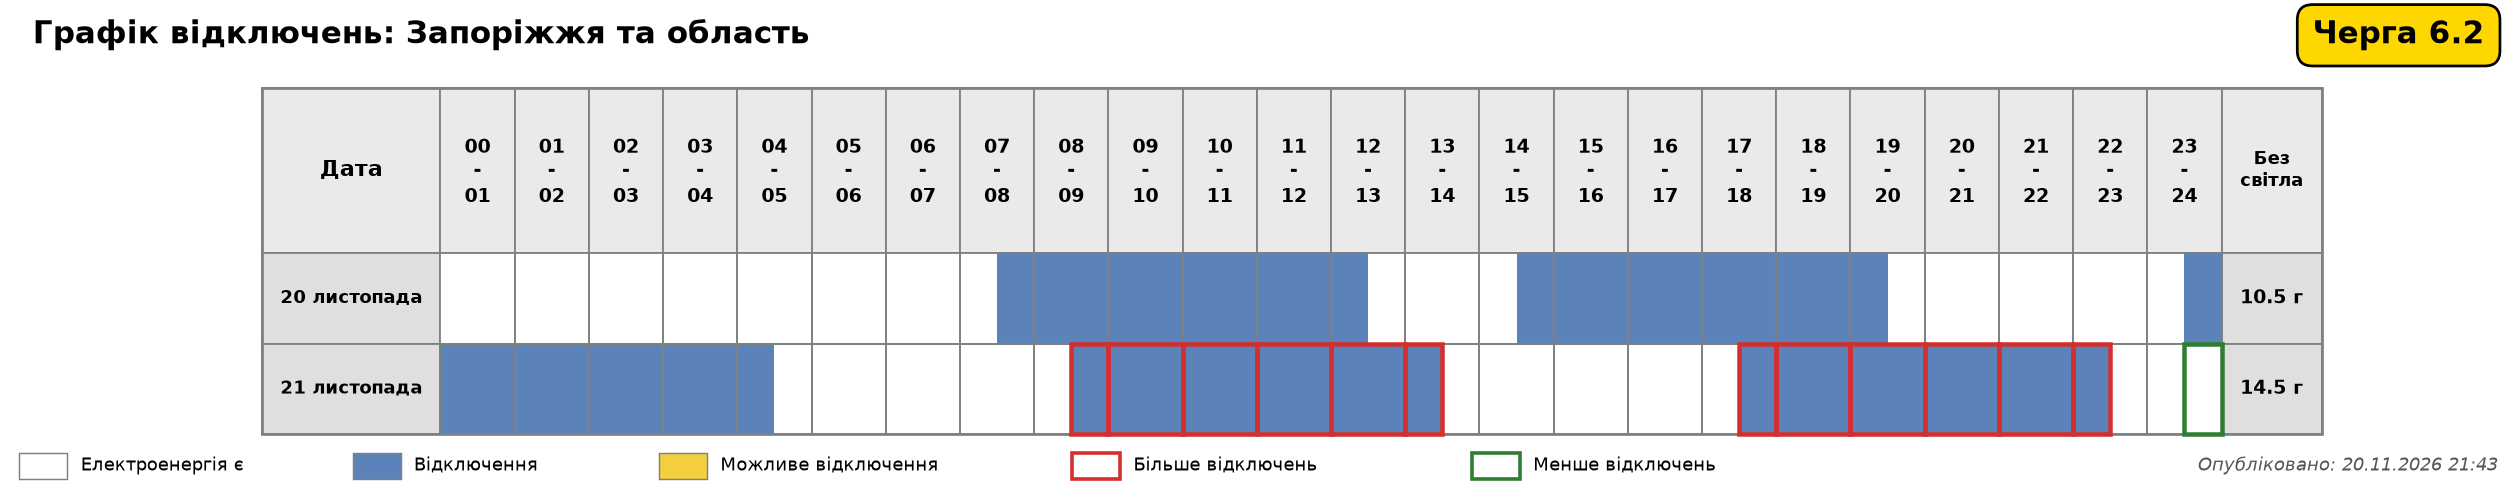 Графік відключень: Запоріжжя та область
Черга 6.2
Дата
00 - 01
01 - 02
02 - 03
03 - 04
04 - 05
05 - 06
06 - 07
07 - 08
08 - 09
09 - 10
10 - 11
11 - 12
12 - 13
13 - 14
14 - 15
15 - 16
16 - 17
17 - 18
18 - 19
19 - 20
20 - 21
21 - 22
22 - 23
23 - 24
Без
світла
20 листопада
10.5 г
21 листопада
14.5 г
Електроенергія є
Відключення
Можливе відключення
Більше відключень
Менше відключень
Опубліковано: 20.11.2026 21:43